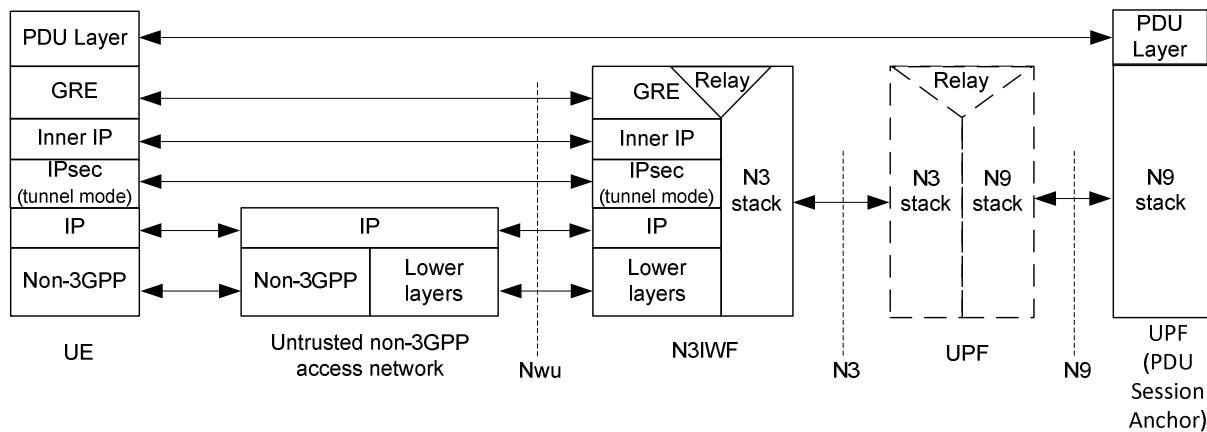 PDU Layer
PDU
Layer
GRE
GRE
Relay
Relay
Inner IP
Inner IP
IPsec
(tunnel mode)
IPsec
(tunnel mode)
N3
stack
N3
stack
N9
stack
N9
stack
IP
IP
IP
Non-3GPP
Non-3GPP
Lower
layers
Lower
layers
UE
Untrusted non-3GPP
access network
Nwu
N3IWF
N3
UPF
N9
UPF
(PDU
Session
Anchor)